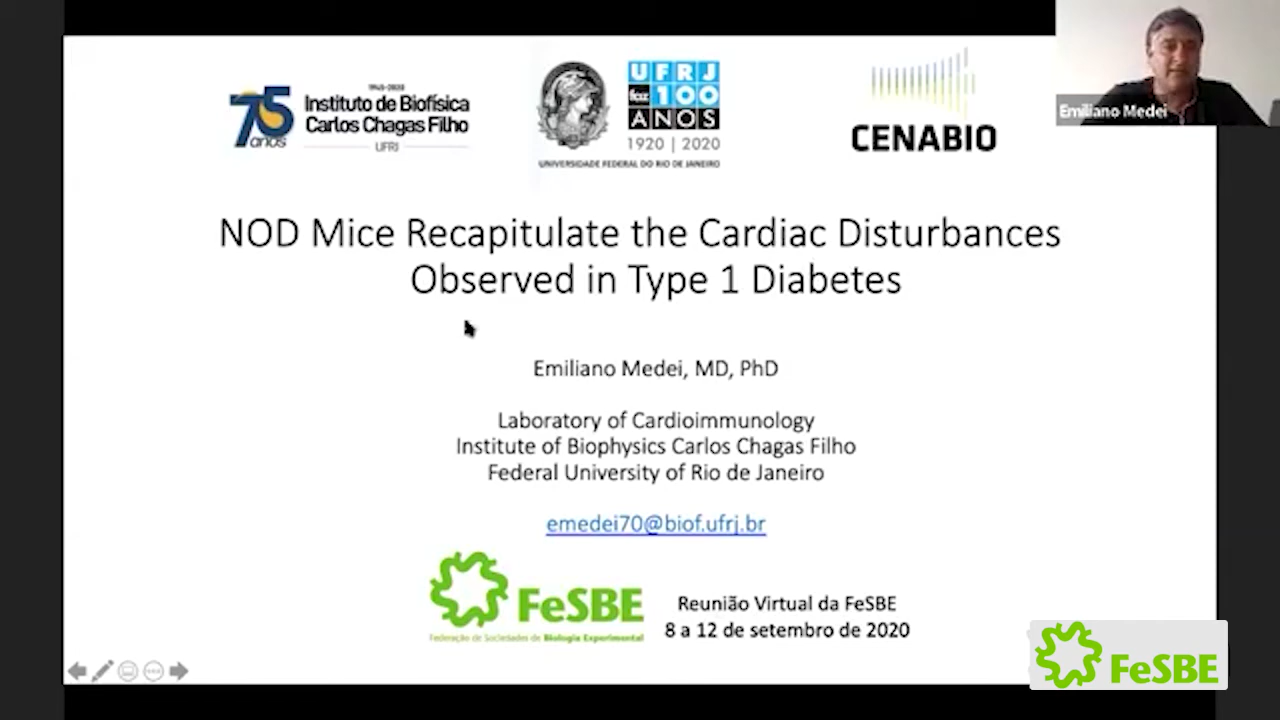 75 anos
1945-2020
Instituto de Biofísica
Carlos Chagas Filho
UFRJ
UFRJ
faz 100
ANOS
1920 | 2020
UNIVERSIDADE FEDERAL DO RIO DE JANEIRO
CENABIO
Emiliano Medei
NOD Mice Recapitulate the Cardiac Disturbances
Observed in Type 1 Diabetes
Emiliano Medei, MD, PhD
Laboratory of Cardioimmunology
Institute of Biophysics Carlos Chagas Filho
Federal University of Rio de Janeiro
emedei70@biof.ufrj.br
FeSBE
Federação de Sociedades de Biologia Experimental
Reunião Virtual da FeSBE
8 a 12 de setembro de 2020
FeSBE